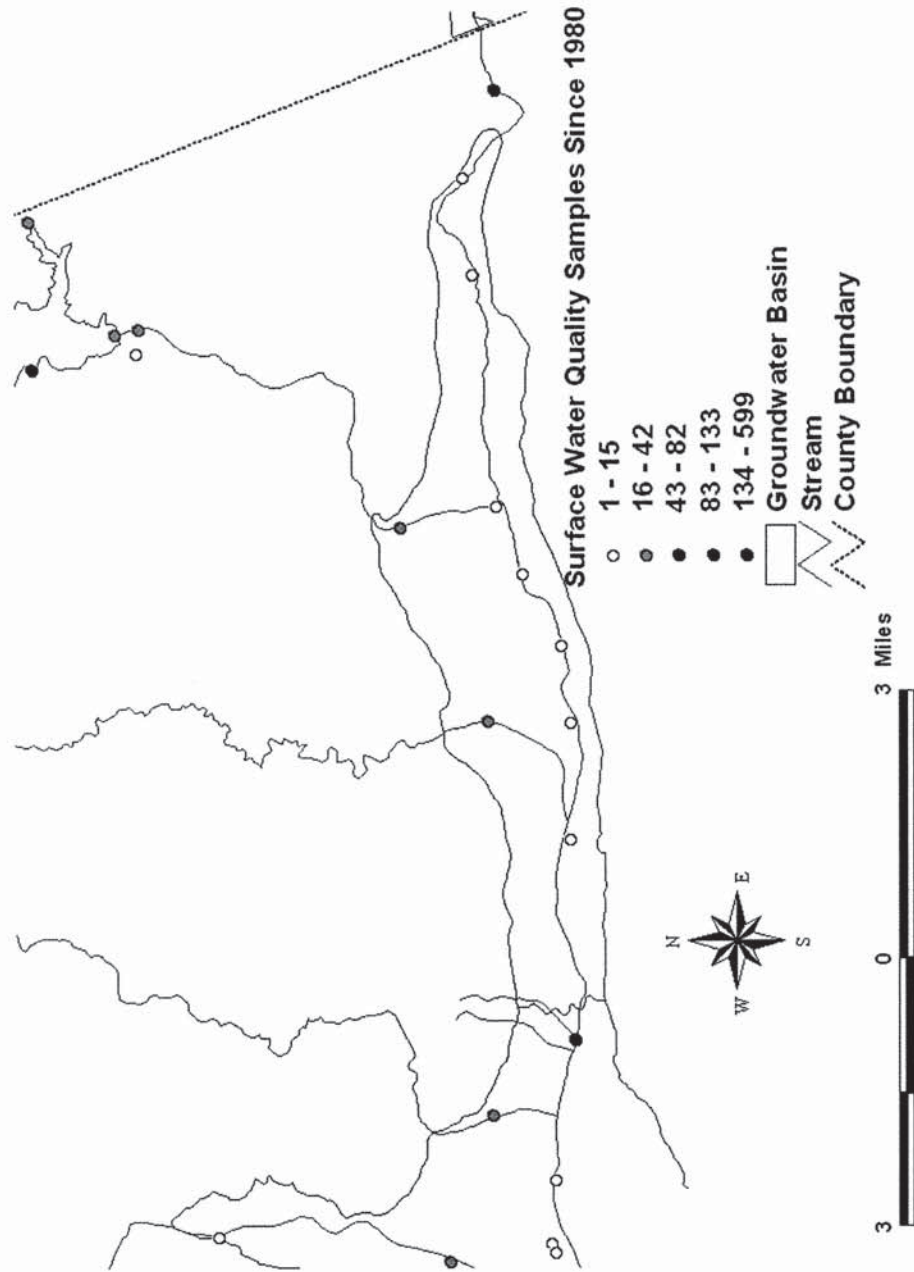 Surface Water Quality Samples Since 1980
1 - 15
16 - 42
43 - 82
83 - 133
134 - 599
Groundwater Basin
Stream
County Boundary
N
W E
S
3 0 3 Miles